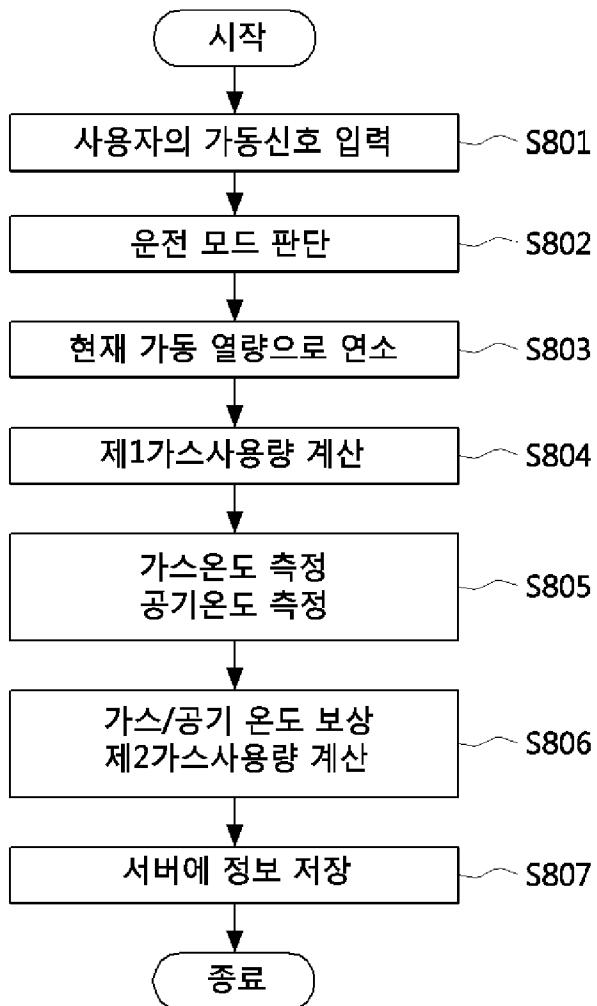 시작
사용자의 가동신호 입력
S801
운전 모드 판단
S802
현재 가동 열량으로 연소
S803
제1가스사용량 계산
S804
가스온도 측정
공기온도 측정
S805
가스/공기 온도 보상
제2가스사용량 계산
S806
서버에 정보 저장
S807
종료